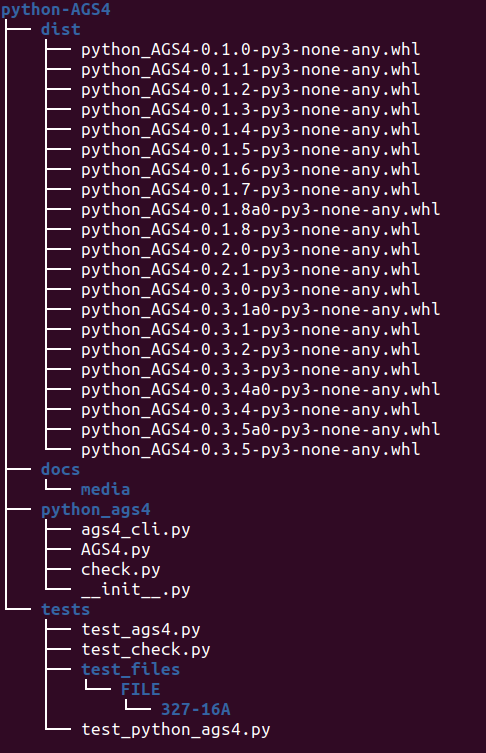 python-AGS4
dist
python_AGS4-0.1.0-py3-none-any.whl
python_AGS4-0.1.1-py3-none-any.whl
python_AGS4-0.1.2-py3-none-any.whl
python_AGS4-0.1.3-py3-none-any.whl
python_AGS4-0.1.4-py3-none-any.whl
python_AGS4-0.1.5-py3-none-any.whl
python_AGS4-0.1.6-py3-none-any.whl
python_AGS4-0.1.7-py3-none-any.whl
python_AGS4-0.1.8a0-py3-none-any.whl
python_AGS4-0.1.8-py3-none-any.whl
python_AGS4-0.2.0-py3-none-any.whl
python_AGS4-0.2.1-py3-none-any.whl
python_AGS4-0.3.0-py3-none-any.whl
python_AGS4-0.3.1a0-py3-none-any.whl
python_AGS4-0.3.1-py3-none-any.whl
python_AGS4-0.3.2-py3-none-any.whl
python_AGS4-0.3.3-py3-none-any.whl
python_AGS4-0.3.4a0-py3-none-any.whl
python_AGS4-0.3.4-py3-none-any.whl
python_AGS4-0.3.5a0-py3-none-any.whl
python_AGS4-0.3.5-py3-none-any.whl
docs
media
python_ags4
ags4_cli.py
AGS4.py
check.py
__init__.py
tests
test_ags4.py
test_check.py
test_files
FILE
327-16A
test_python_ags4.py